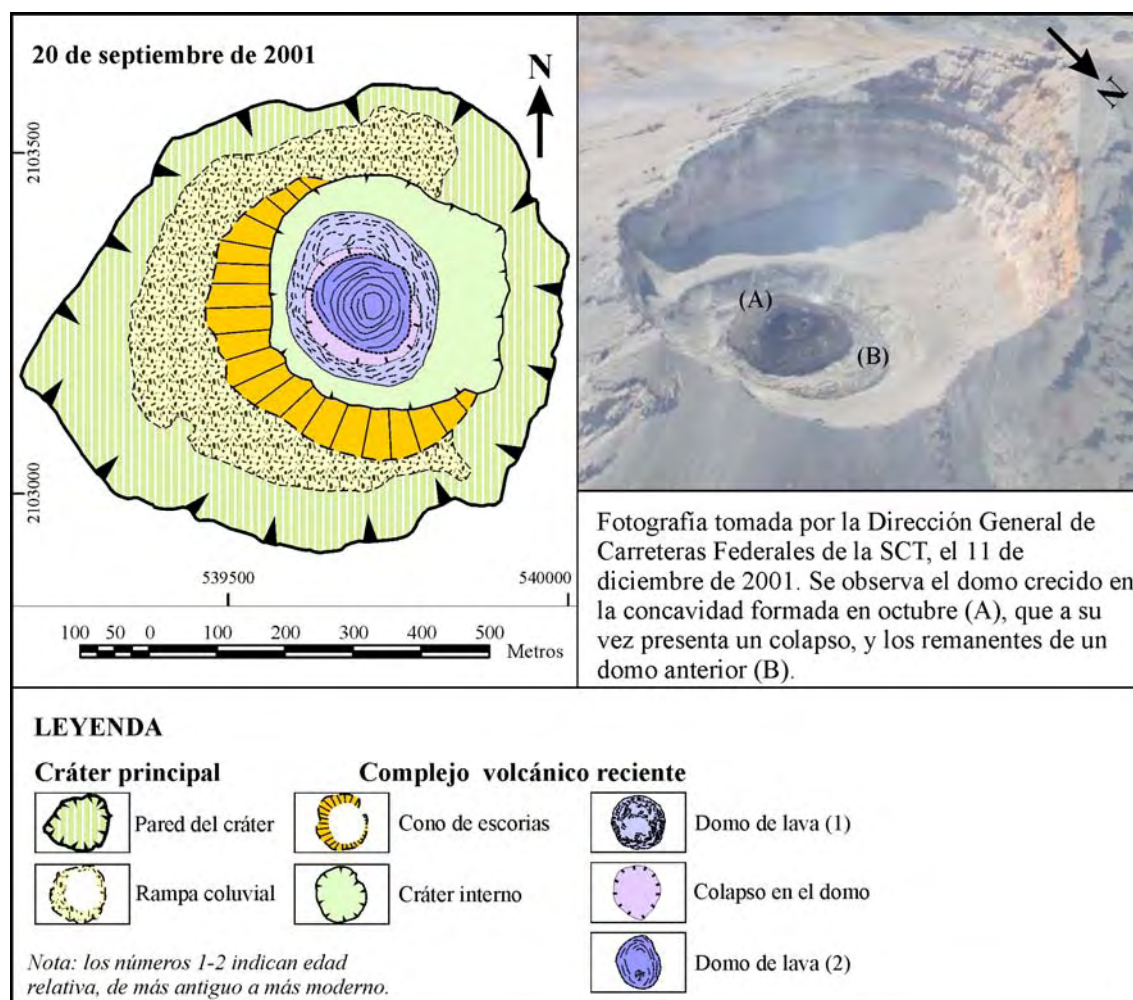 20 de septiembre de 2001
N
2103500
2103000
539500
540000
100 50 0 100 200 300 400 500 Metros
N
(A)
(B)
Fotografía tomada por la Dirección General de
Carreteras Federales de la SCT, el 11 de
diciembre de 2001. Se observa el domo crecido en
la concavidad formada en octubre (A), que a su
vez presenta un colapso, y los remanentes de un
domo anterior (B).
LEYENDA
Cráter principal
Complejo volcánico reciente
Pared del cráter
Cono de escorias
Domo de lava (1)
Rampa coluvial
Cráter interno
Colapso en el domo
Domo de lava (2)
Nota: los números 1-2 indican edad
relativa, de más antiguo a más moderno.